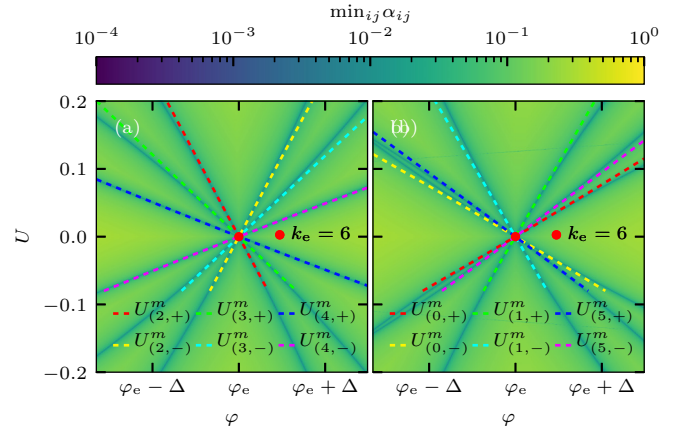 min_{ij} α_{ij}
10^{-4} 10^{-3} 10^{-2} 10^{-1} 10^{0}
0.2
0.1
0.0
−0.1
−0.2
U
(a)
k_e = 6
U^m_{(2,+)} U^m_{(3,+)} U^m_{(4,+)}
U^m_{(2,−)} U^m_{(3,−)} U^m_{(4,−)}
φ_e − Δ φ_e φ_e + Δ
φ
(b)
k_e = 6
U^m_{(0,+)} U^m_{(1,+)} U^m_{(5,+)}
U^m_{(0,−)} U^m_{(1,−)} U^m_{(5,−)}
φ_e − Δ φ_e φ_e + Δ
φ